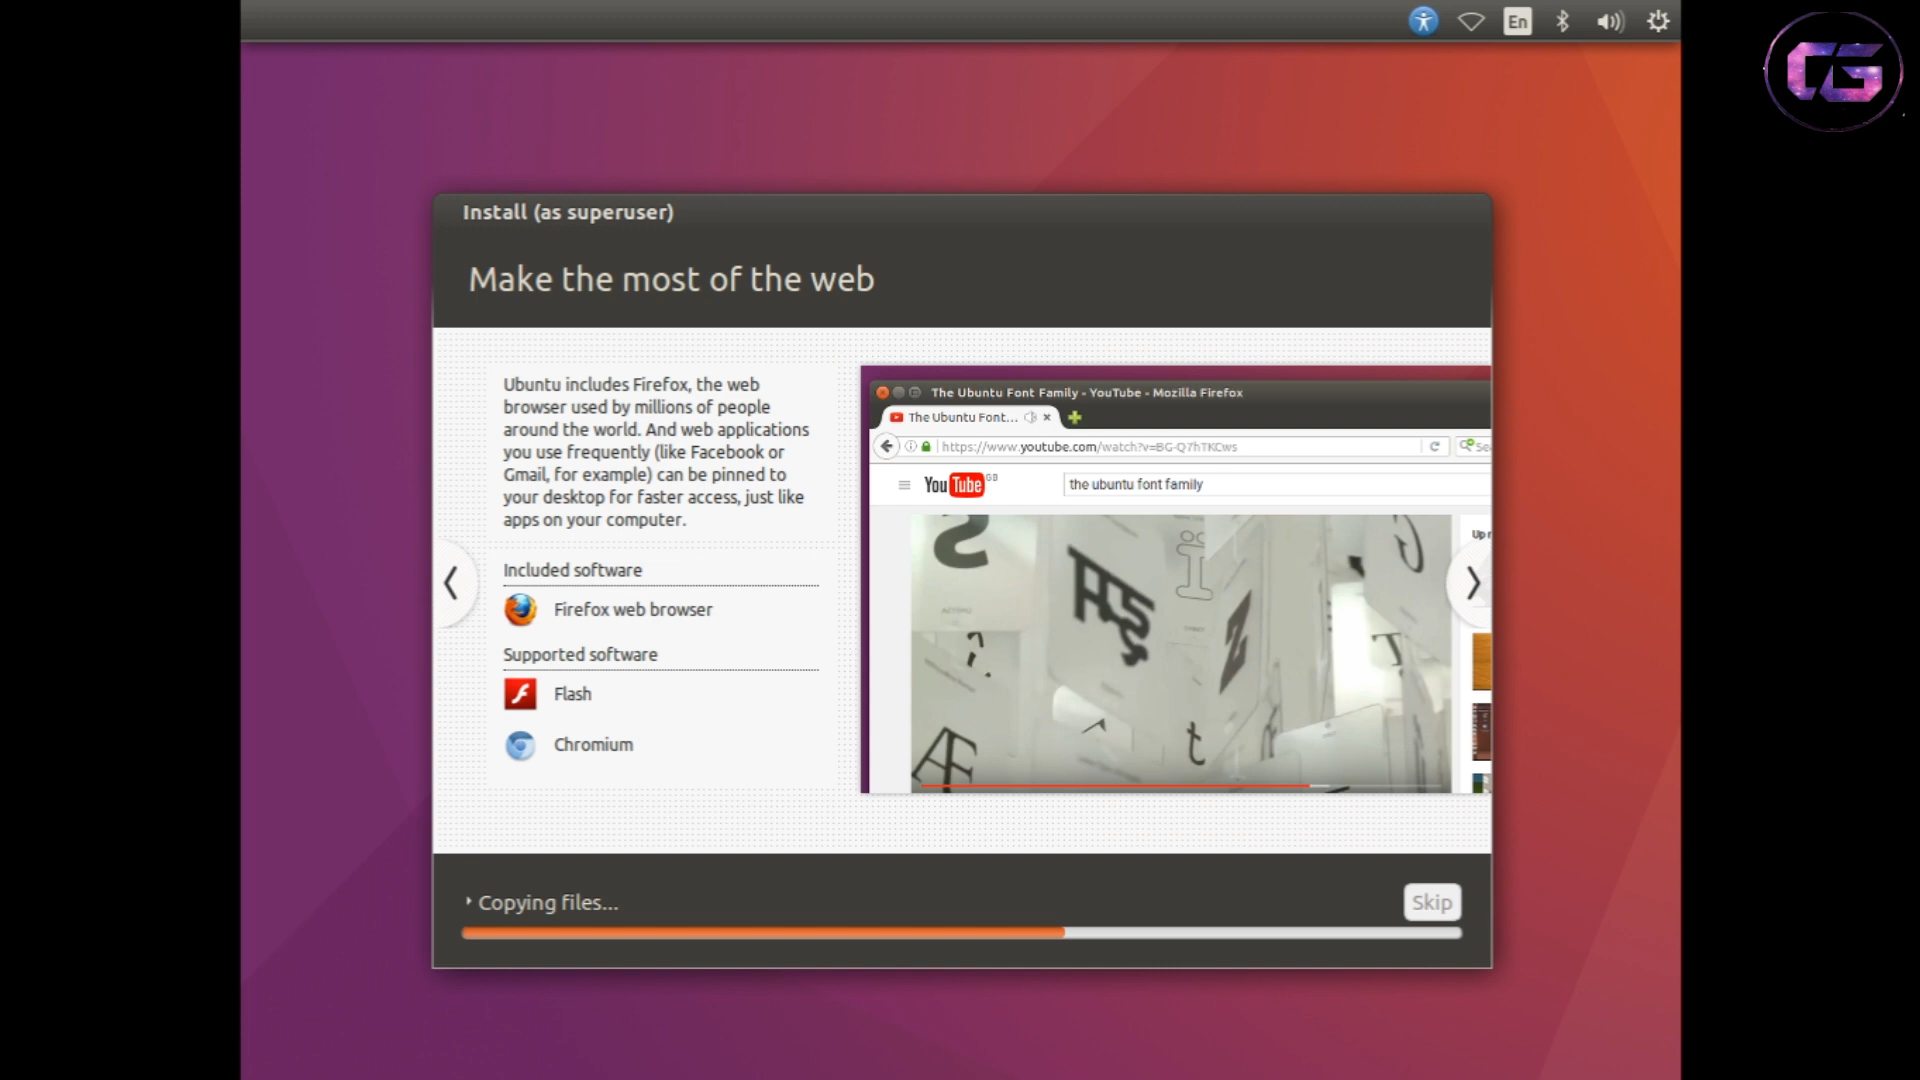 En
CG
Install (as superuser)
Make the most of the web
Ubuntu includes Firefox, the web
browser used by millions of people
around the world. And web applications
you use frequently (like Facebook or
Gmail, for example) can be pinned to
your desktop for faster access, just like
apps on your computer.
Included software
Firefox web browser
Supported software
Flash
Chromium
The Ubuntu Font Family - YouTube - Mozilla Firefox
The Ubuntu Font...
https://www.youtube.com/watch?v=BG-Q7hTKCws
YouTube GB
the ubuntu font family
Copying files...
Skip